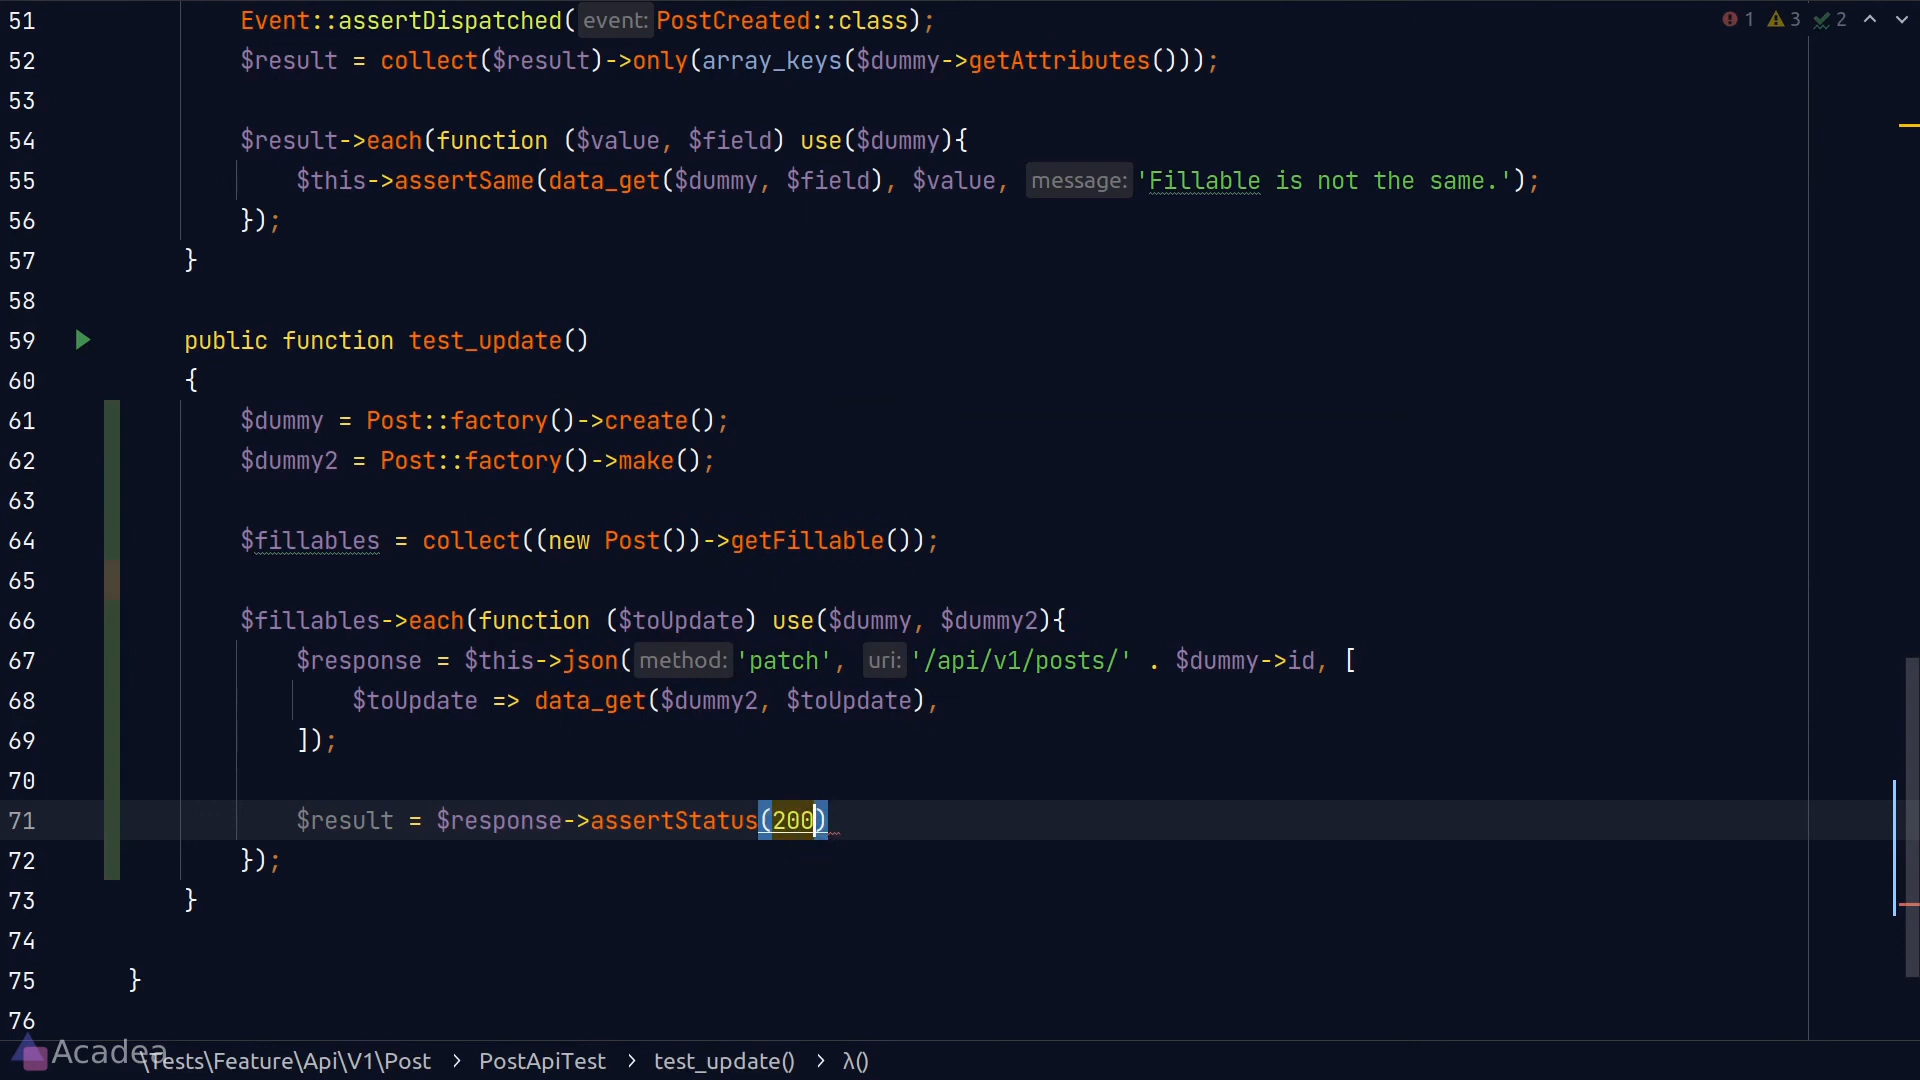 51 Event::assertDispatched( event: PostCreated::class);
1 3 2
52 $result = collect($result)->only(array_keys($dummy->getAttributes()));
53
54 $result->each(function ($value, $field) use($dummy){
55 $this->assertSame(data_get($dummy, $field), $value, message: 'Fillable is not the same.');
56 });
57 }
58
59 public function test_update()
60 {
61 $dummy = Post::factory()->create();
62 $dummy2 = Post::factory()->make();
63
64 $fillables = collect((new Post())->getFillable());
65
66 $fillables->each(function ($toUpdate) use($dummy, $dummy2){
67 $response = $this->json( method: 'patch', uri: '/api/v1/posts/' . $dummy->id, [
68 $toUpdate => data_get($dummy2, $toUpdate),
69 ]);
70
71 $result = $response->assertStatus(200)
72 });
73 }
74
75 }
76
Acadea
\Tests\Feature\Api\V1\Post > PostApiTest > test_update() > λ()